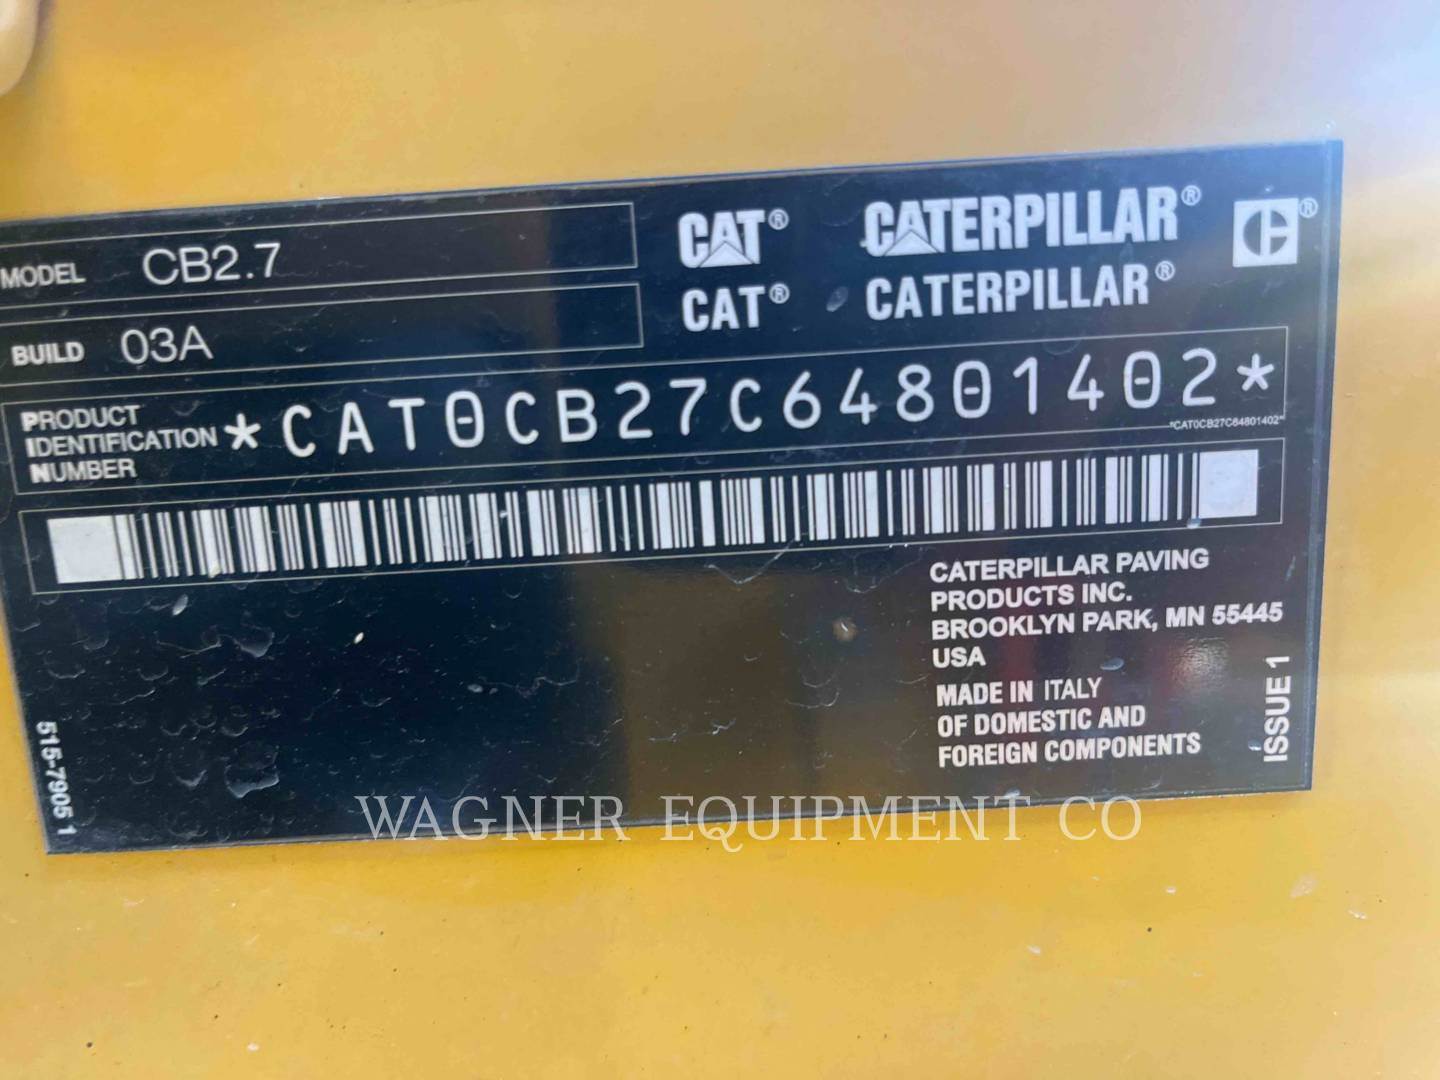 MODEL CB2.7
BUILD 03A
CAT® CATERPILLAR® CE®
CAT® CATERPILLAR®
PRODUCT
IDENTIFICATION
NUMBER
*CAT0CB27C64801402*
*CAT0CB27C64801402*
CATERPILLAR PAVING
PRODUCTS INC.
BROOKLYN PARK, MN 55445
USA
MADE IN ITALY
OF DOMESTIC AND
FOREIGN COMPONENTS
ISSUE 1
515-7905 1
WAGNER EQUIPMENT CO